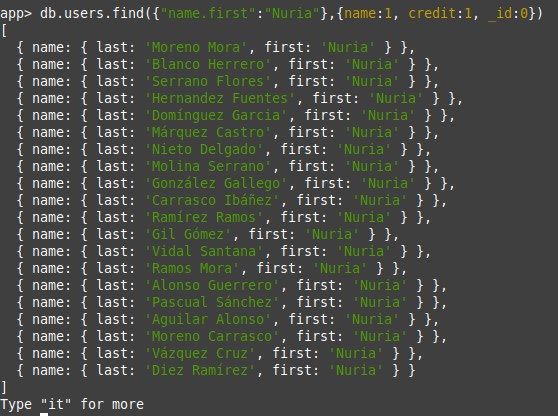 app> db.users.find({"name.first":"Nuria"},{name:1, credit:1, _id:0})
[
  { name: { last: 'Moreno Mora', first: 'Nuria' } },
  { name: { last: 'Blanco Herrero', first: 'Nuria' } },
  { name: { last: 'Serrano Flores', first: 'Nuria' } },
  { name: { last: 'Hernandez Fuentes', first: 'Nuria' } },
  { name: { last: 'Domínguez Garcia', first: 'Nuria' } },
  { name: { last: 'Márquez Castro', first: 'Nuria' } },
  { name: { last: 'Nieto Delgado', first: 'Nuria' } },
  { name: { last: 'Molina Serrano', first: 'Nuria' } },
  { name: { last: 'González Gallego', first: 'Nuria' } },
  { name: { last: 'Carrasco Ibáñez', first: 'Nuria' } },
  { name: { last: 'Ramírez Ramos', first: 'Nuria' } },
  { name: { last: 'Gil Gómez', first: 'Nuria' } },
  { name: { last: 'Vidal Santana', first: 'Nuria' } },
  { name: { last: 'Ramos Mora', first: 'Nuria' } },
  { name: { last: 'Alonso Guerrero', first: 'Nuria' } },
  { name: { last: 'Pascual Sánchez', first: 'Nuria' } },
  { name: { last: 'Aguilar Alonso', first: 'Nuria' } },
  { name: { last: 'Moreno Carrasco', first: 'Nuria' } },
  { name: { last: 'Vázquez Cruz', first: 'Nuria' } },
  { name: { last: 'Diez Ramírez', first: 'Nuria' } }
]
Type "it" for more